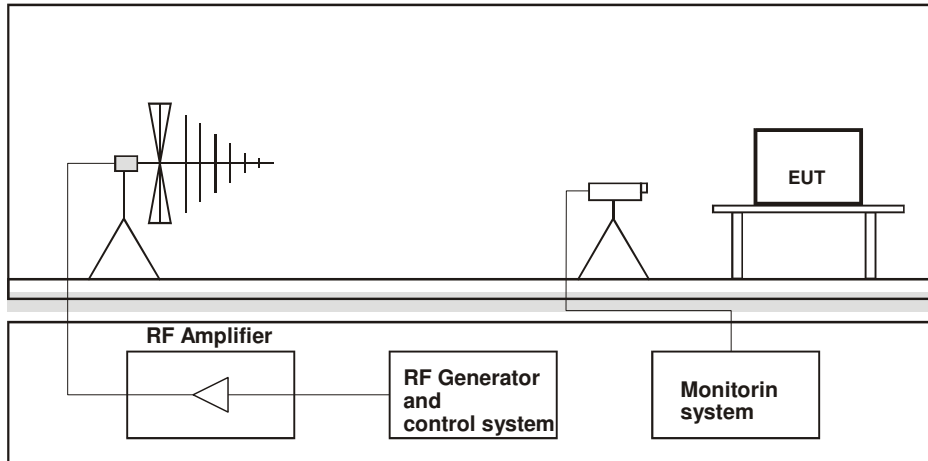 EUT
RF Amplifier
RF Generator
and
control system
Monitorin
system